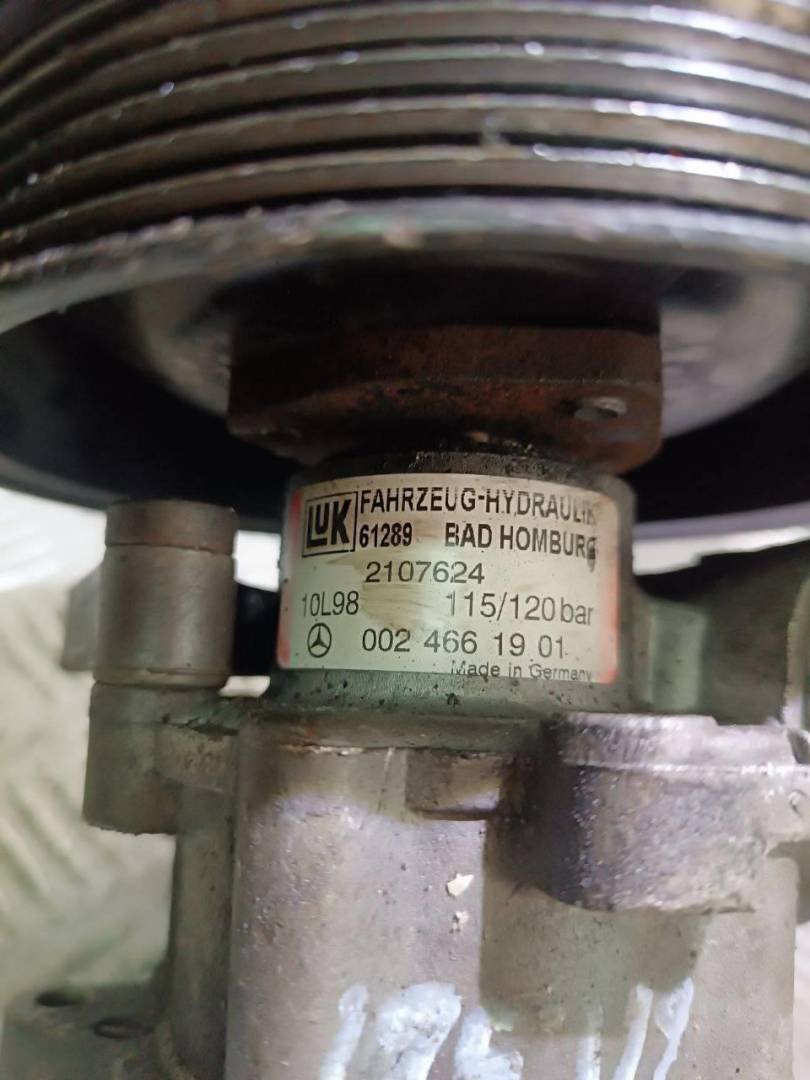 LuK FAHRZEUG-HYDRAULIK
61289 BAD HOMBURG
2107624
10L98 115/120 bar
002 466 19 01
Made in Germany